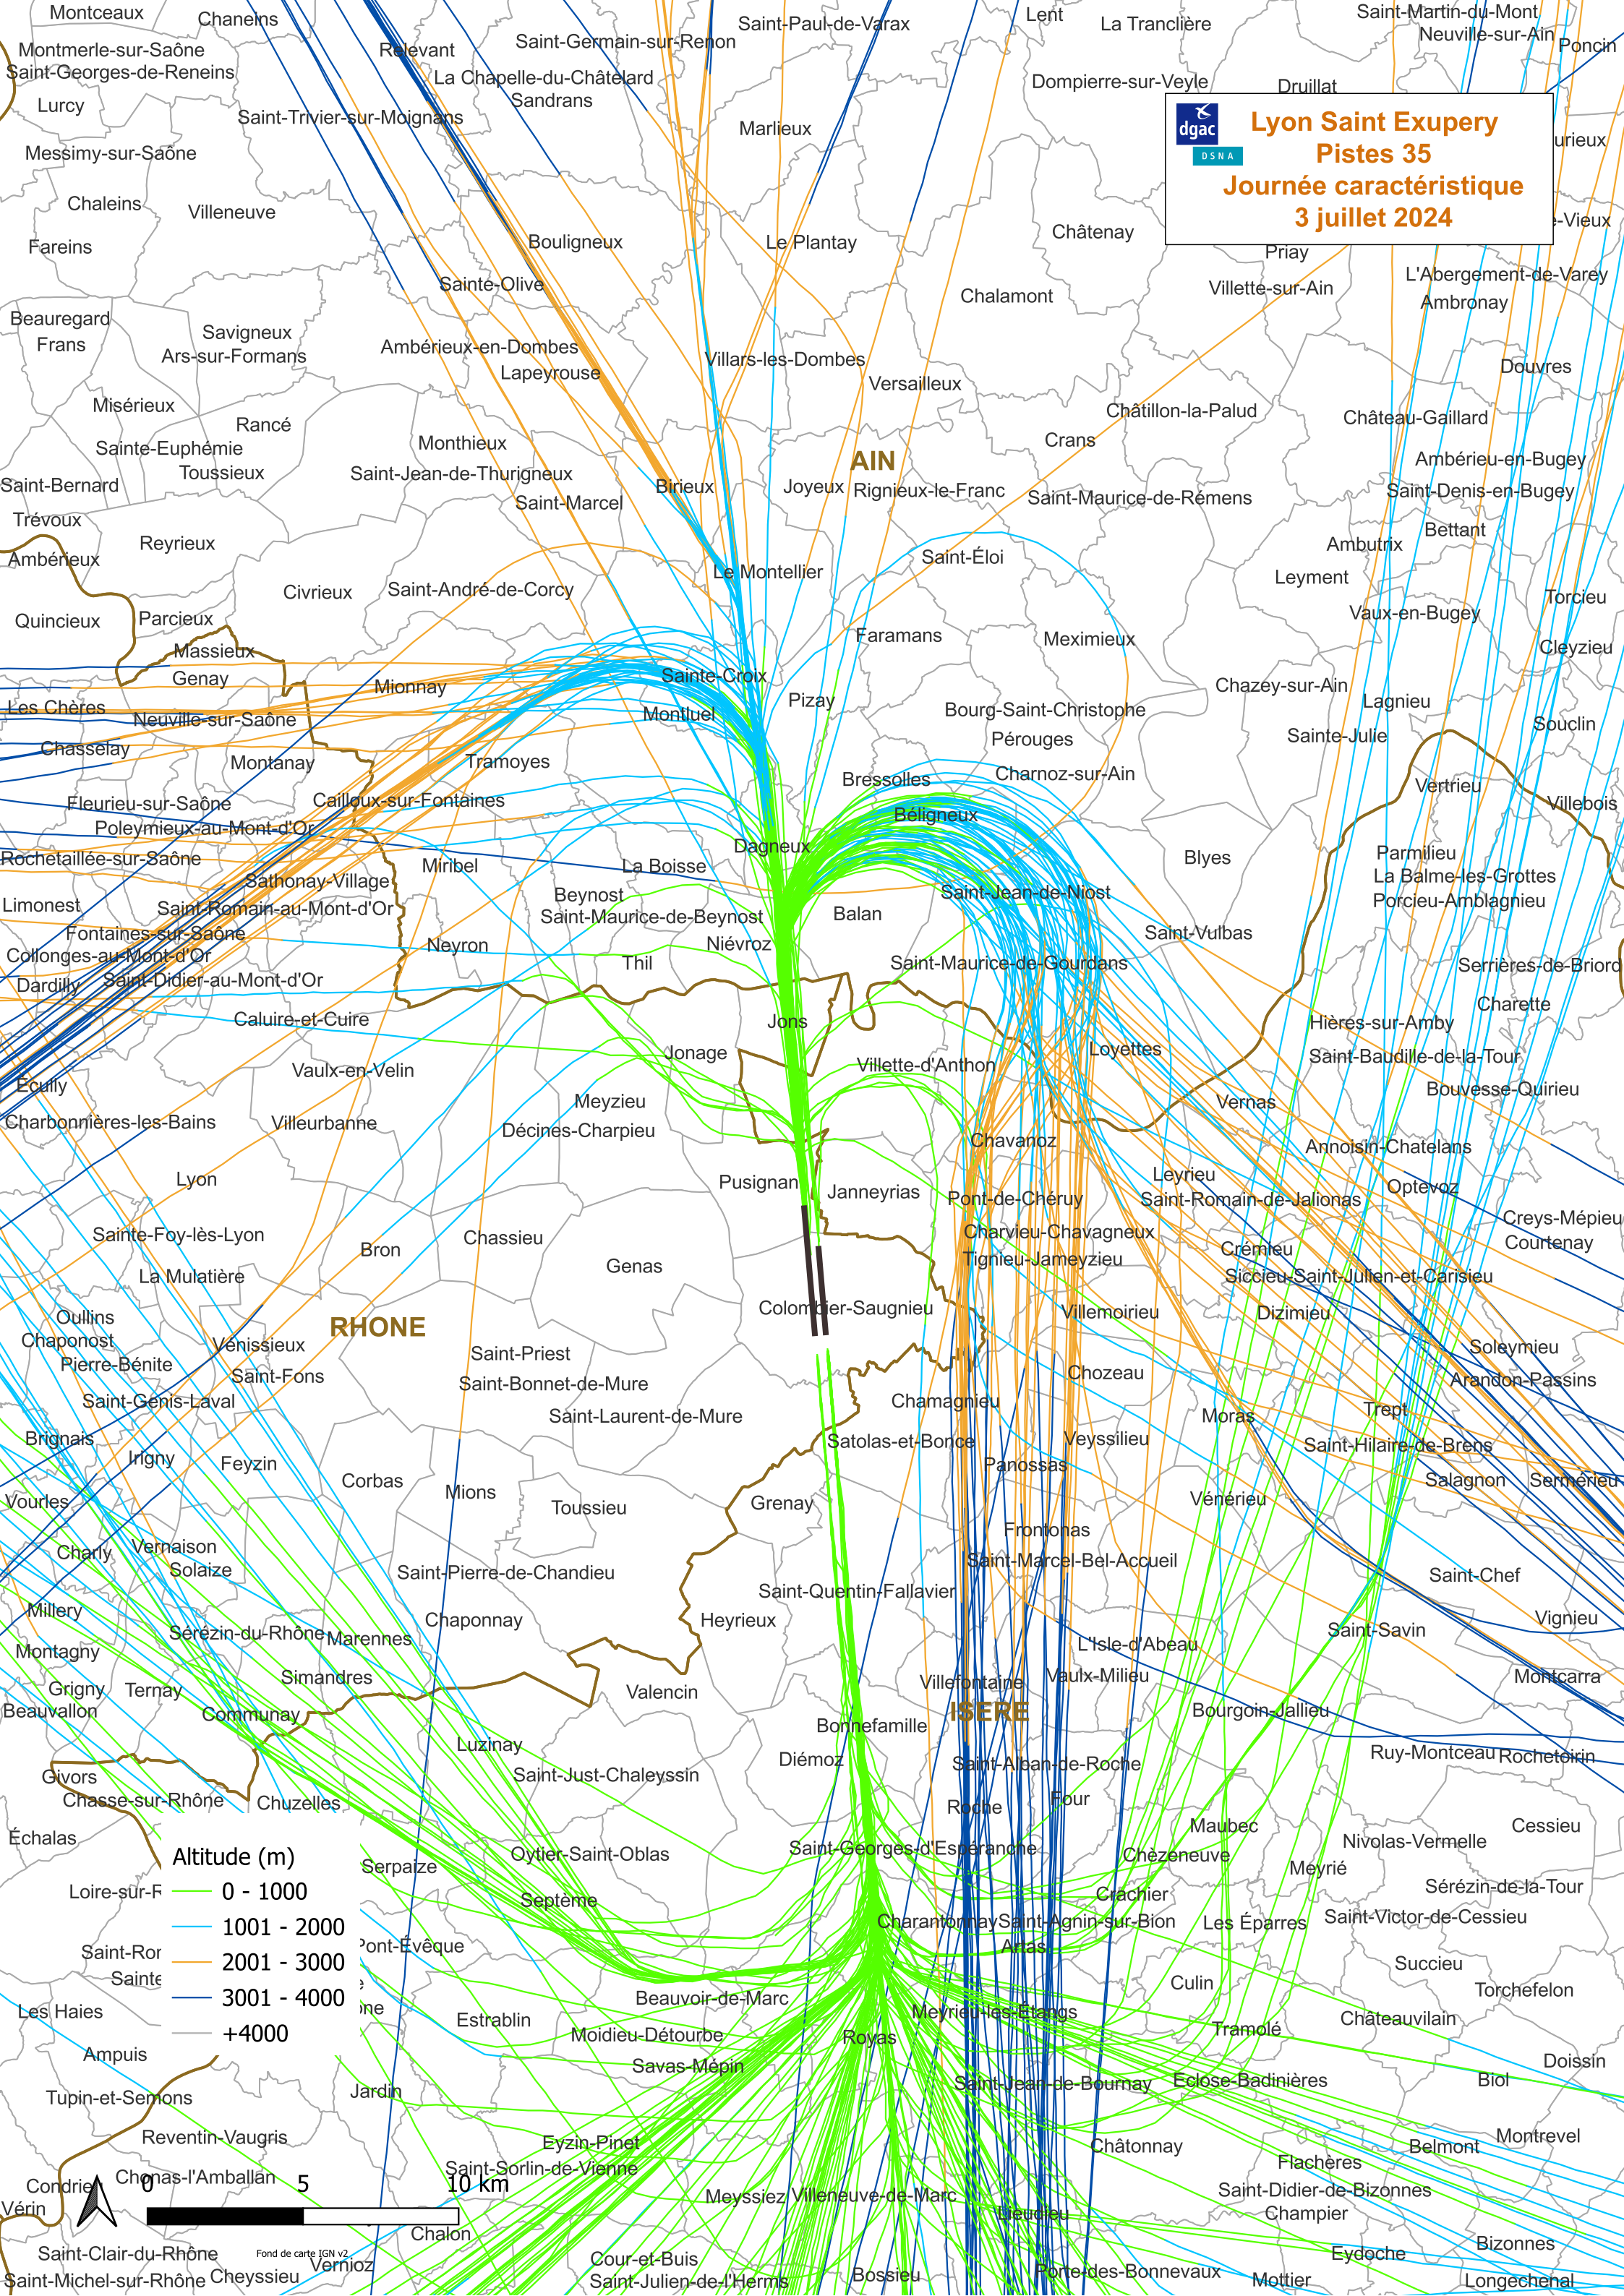 Montceaux
Chaneins
Saint-Paul-de-Varax
Lent
La Tranclière
Saint-Martin-du-Mont
Neuville-sur-Ain
Poncin
Montmerle-sur-Saône
Relevant
Saint-Germain-sur-Renon
Saint-Georges-de-Reneins
La Chapelle-du-Châtelard
Dompierre-sur-Veyle
Druillat
Lurcy
Sandrans
Saint-Trivier-sur-Moignans
Marlieux
dgac
DSNA
Lyon Saint Exupery
Pistes 35
Journée caractéristique
3 juillet 2024
urieux
Messimy-sur-Saône
Chaleins
Villeneuve
e-Vieux
Fareins
Bouligneux
Le Plantay
Châtenay
Priay
Sainte-Olive
Chalamont
Villette-sur-Ain
L'Abergement-de-Varey
Ambronay
Beauregard
Savigneux
Frans
Ars-sur-Formans
Ambérieux-en-Dombes
Lapeyrouse
Villars-les-Dombes
Versailleux
Douvres
Misérieux
Rancé
Châtillon-la-Palud
Château-Gaillard
Sainte-Euphémie
Toussieux
Monthieux
Crans
AIN
Ambérieu-en-Bugey
Saint-Bernard
Saint-Jean-de-Thurigneux
Birieux
Joyeux
Rignieux-le-Franc
Saint-Maurice-de-Rémens
Saint-Denis-en-Bugey
Trévoux
Saint-Marcel
Bettant
Reyrieux
Ambutrix
Ambérieux
Saint-Éloi
Le Montellier
Leyment
Civrieux
Saint-André-de-Corcy
Torcieu
Quincieux
Parcieux
Vaux-en-Bugey
Massieux
Faramans
Meximieux
Cleyzieu
Genay
Mionnay
Sainte-Croix
Chazey-sur-Ain
Lagnieu
Les Chères
Neuville-sur-Saône
Montluel
Pizay
Bourg-Saint-Christophe
Souclin
Chasselay
Montanay
Tramoyes
Pérouges
Sainte-Julie
Bressolles
Charnoz-sur-Ain
Vertrieu
Fleurieu-sur-Saône
Cailloux-sur-Fontaines
Béligneux
Villebois
Poleymieux-au-Mont-d'Or
Dagneux
Rochetaillée-sur-Saône
Miribel
La Boisse
Blyes
Parmilieu
Sathonay-Village
Beynost
Saint-Jean-de-Niost
La Balme-les-Grottes
Limonest
Saint-Romain-au-Mont-d'Or
Saint-Maurice-de-Beynost
Balan
Porcieu-Amblagnieu
Fontaines-sur-Saône
Neyron
Niévroz
Saint-Vulbas
Collonges-au-Mont-d'Or
Thil
Saint-Maurice-de-Gourdans
Serrières-de-Briord
Dardilly
Saint-Didier-au-Mont-d'Or
Charette
Caluire-et-Cuire
Jons
Hières-sur-Amby
Jonage
Loyettes
Saint-Baudille-de-la-Tour
Écully
Vaulx-en-Velin
Villette-d'Anthon
Bouvesse-Quirieu
Charbonnières-les-Bains
Villeurbanne
Meyzieu
Vernas
Décines-Charpieu
Chavanoz
Annoisin-Chatelans
Lyon
Pusignan
Janneyrias
Leyrieu
Optevoz
Pont-de-Chéruy
Saint-Romain-de-Jalionas
Creys-Mépieu
Sainte-Foy-lès-Lyon
Bron
Chassieu
Charvieu-Chavagneux
Courtenay
La Mulatière
Genas
Tignieu-Jameyzieu
Crémieu
Siccieu-Saint-Julien-et-Carisieu
Oullins
Colombier-Saugnieu
Villemoirieu
Dizimieu
RHONE
Chaponost
Vénissieux
Saint-Priest
Soleymieu
Pierre-Bénite
Saint-Fons
Saint-Bonnet-de-Mure
Chozeau
Arandon-Passins
Saint-Genis-Laval
Saint-Laurent-de-Mure
Chamagnieu
Moras
Trept
Brignais
Satolas-et-Bonce
Veyssilieu
Saint-Hilaire-de-Brens
Irigny
Feyzin
Corbas
Panossas
Salagnon
Sermérieu
Vourles
Mions
Toussieu
Grenay
Vénérieu
Charly
Vernaison
Frontonas
Solaize
Saint-Pierre-de-Chandieu
Saint-Marcel-Bel-Accueil
Saint-Chef
Millery
Chaponnay
Saint-Quentin-Fallavier
Vignieu
Sérézin-du-Rhône
Marennes
Heyrieux
L'Isle-d'Abeau
Saint-Savin
Montagny
Simandres
Villefontaine
Vaulx-Milieu
Montcarra
Grigny
Ternay
Valencin
ISERE
Beauvallon
Communay
Bonnefamille
Bourgoin-Jallieu
Luzinay
Diémoz
Saint-Alban-de-Roche
Ruy-Montceau
Rochetoirin
Givors
Saint-Just-Chaleyssin
Chasse-sur-Rhône
Chuzelles
Roche
Four
Échalas
Saint-Georges-d'Espéranche
Maubec
Nivolas-Vermelle
Cessieu
Altitude (m)
Serpaize
Oytier-Saint-Oblas
Chèzeneuve
Meyrié
Loire-sur-R
0 - 1000
Septème
Crachier
Sérézin-de-la-Tour
1001 - 2000
Charantonnay
Saint-Agnin-sur-Bion
Les Éparres
Saint-Victor-de-Cessieu
Saint-Ror
2001 - 3000
Pont-Évêque
Artas
Succieu
Sainte
3001 - 4000
Beauvoir-de-Marc
Culin
Torchefelon
Les Haies
+4000
Estrablin
Meyrieu-les-Étangs
Châteauvilain
Moidieu-Détourbe
Royas
Tramolé
Ampuis
Savas-Mépin
Doissin
Tupin-et-Semons
Jardin
Saint-Jean-de-Bournay
Eclose-Badinières
Biol
Reventin-Vaugris
Eyzin-Pinet
Châtonnay
Belmont
Montrevel
Condrieu
Chonas-l'Amballan
Saint-Sorlin-de-Vienne
Flachères
0 5 10 km
Vérin
Meyssiez
Villeneuve-de-Marc
Lieudieu
Saint-Didier-de-Bizonnes
Champier
Chalon
Saint-Clair-du-Rhône
Fond de carte IGN v2
Vernioz
Cour-et-Buis
Eydoche
Bizonnes
Saint-Michel-sur-Rhône
Cheyssieu
Saint-Julien-de-l'Herms
Bossieu
Porte-des-Bonnevaux
Mottier
Longechenal